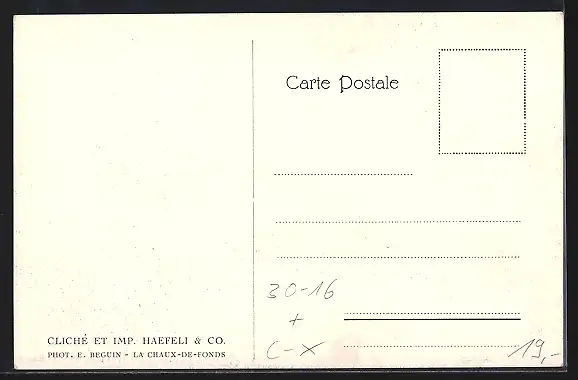 Carte Postale
30-16
+
C-X
19,-
CLICHÉ ET IMP. HAEFELI & CO.
PHOT. E. BEGUIN - LA CHAUX-DE-FONDS